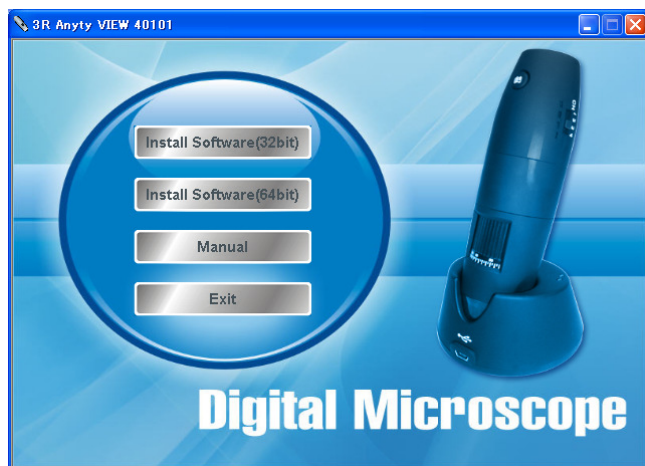 3R Anyty VIEW 40101
Install Software(32bit)
Install Software(64bit)
Manual
Exit
Digital Microscope